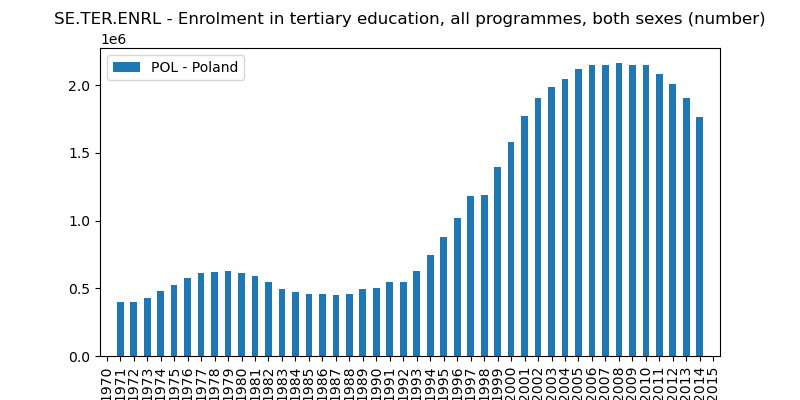 SE.TER.ENRL - Enrolment in tertiary education, all programmes, both sexes (number)
1e6
POL - Poland
2.0
1.5
1.0
0.5
0.0
1970 1971 1972 1973 1974 1975 1976 1977 1978 1979 1980 1981 1982 1983 1984 1985 1986 1987 1988 1989 1990 1991 1992 1993 1994 1995 1996 1997 1998 1999 2000 2001 2002 2003 2004 2005 2006 2007 2008 2009 2010 2011 2012 2013 2014 2015